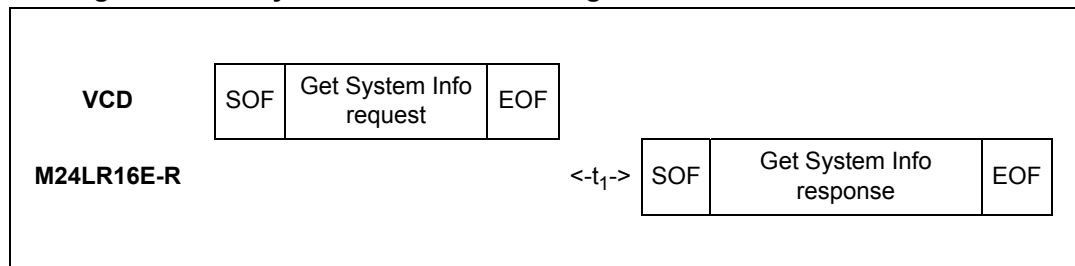 VCD SOF Get System Info request EOF
M24LR16E-R <-t1-> SOF Get System Info response EOF